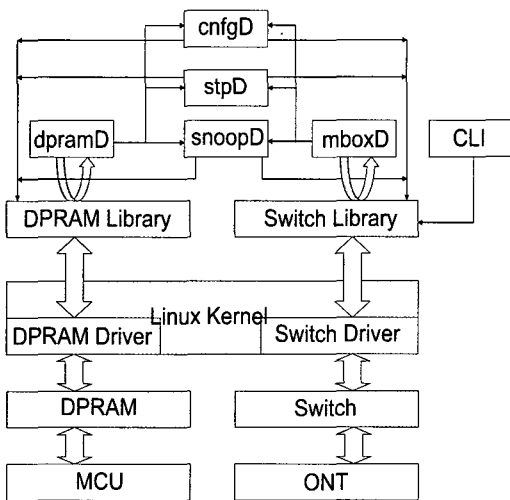 cnfgD
stpD
dpramD
snoopD
mboxD
CLI
DPRAM Library
Switch Library
Linux Kernel
DPRAM Driver
Switch Driver
DPRAM
Switch
MCU
ONT